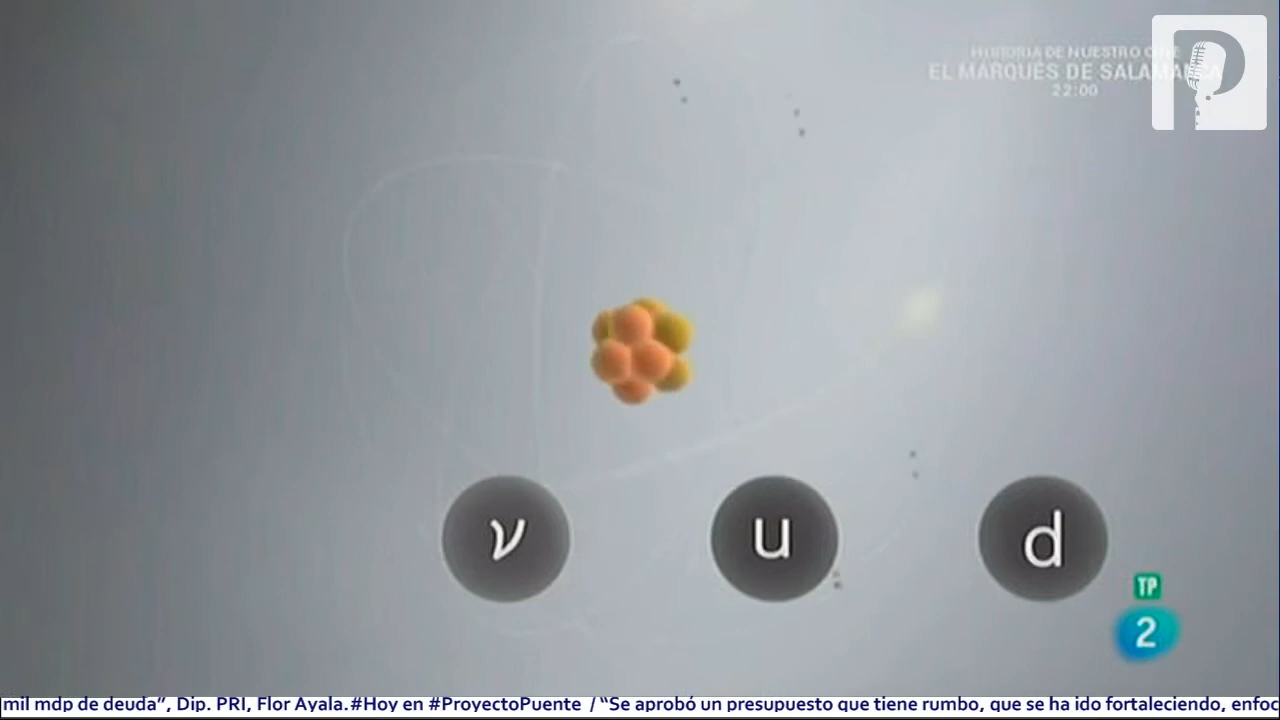 HISTORIA DE NUESTRO CINE
EL MARQUÉS DE SALAMANCA
22:00
P
ν
u
d
TP
2
mil mdp de deuda”, Dip. PRI, Flor Ayala.#Hoy en #ProyectoPuente / “Se aprobó un presupuesto que tiene rumbo, que se ha ido fortaleciendo, enfoc